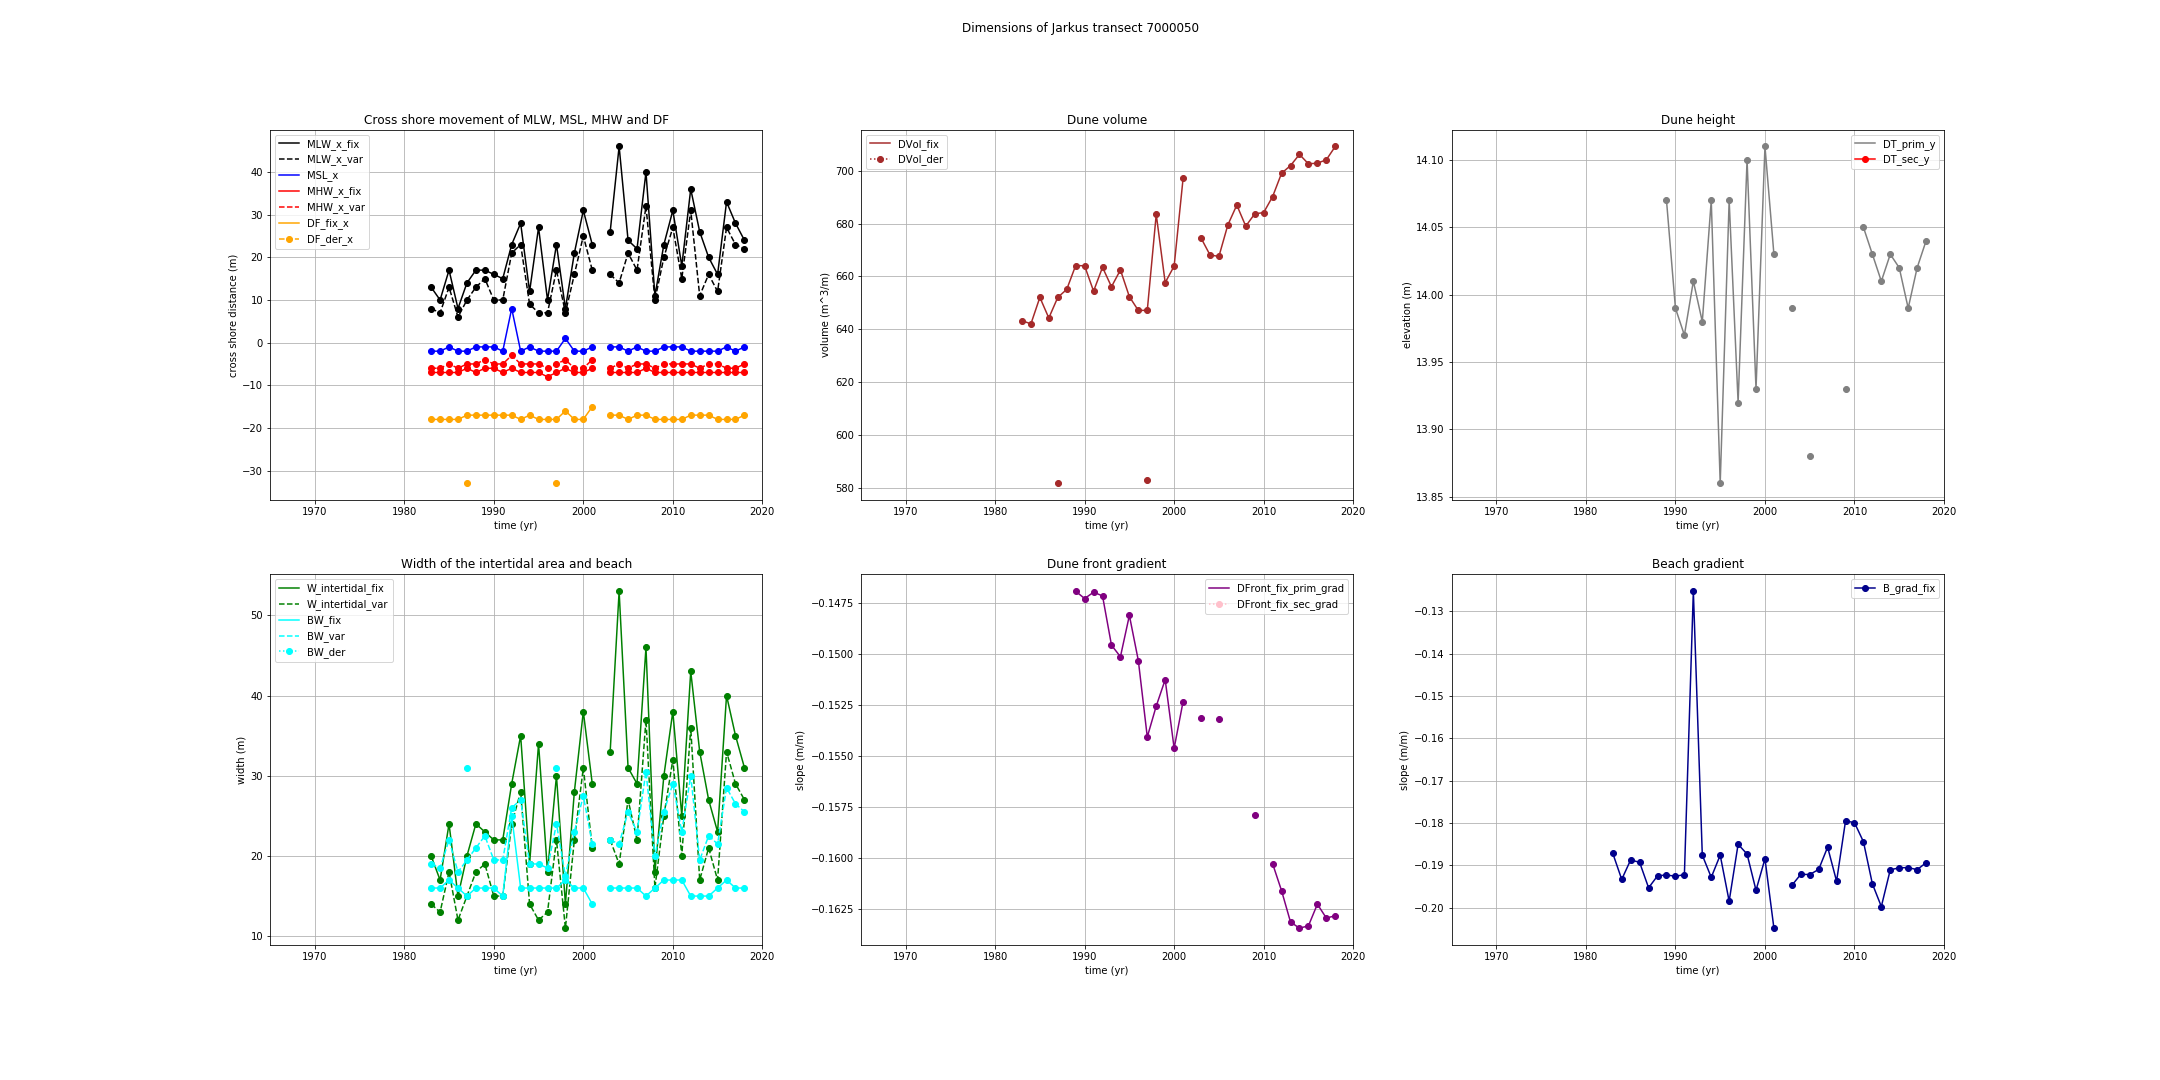 Dimensions of Jarkus transect 7000050
Cross shore movement of MLW, MSL, MHW and DF
MLW_x_fix
MLW_x_var
MSL_x
MHW_x_fix
MHW_x_var
DF_fix_x
DF_der_x
cross shore distance (m)
40
30
20
10
0
−10
−20
−30
1970
1980
1990
2000
2010
2020
time (yr)
Dune volume
DVol_fix
DVol_der
volume (m^3/m)
700
680
660
640
620
600
580
1970
1980
1990
2000
2010
2020
time (yr)
Dune height
DT_prim_y
DT_sec_y
elevation (m)
14.10
14.05
14.00
13.95
13.90
13.85
1970
1980
1990
2000
2010
2020
time (yr)
Width of the intertidal area and beach
W_intertidal_fix
W_intertidal_var
BW_fix
BW_var
BW_der
width (m)
50
40
30
20
10
1970
1980
1990
2000
2010
2020
time (yr)
Dune front gradient
DFront_fix_prim_grad
DFront_fix_sec_grad
slope (m/m)
−0.1475
−0.1500
−0.1525
−0.1550
−0.1575
−0.1600
−0.1625
1970
1980
1990
2000
2010
2020
time (yr)
Beach gradient
B_grad_fix
slope (m/m)
−0.13
−0.14
−0.15
−0.16
−0.17
−0.18
−0.19
−0.20
1970
1980
1990
2000
2010
2020
time (yr)